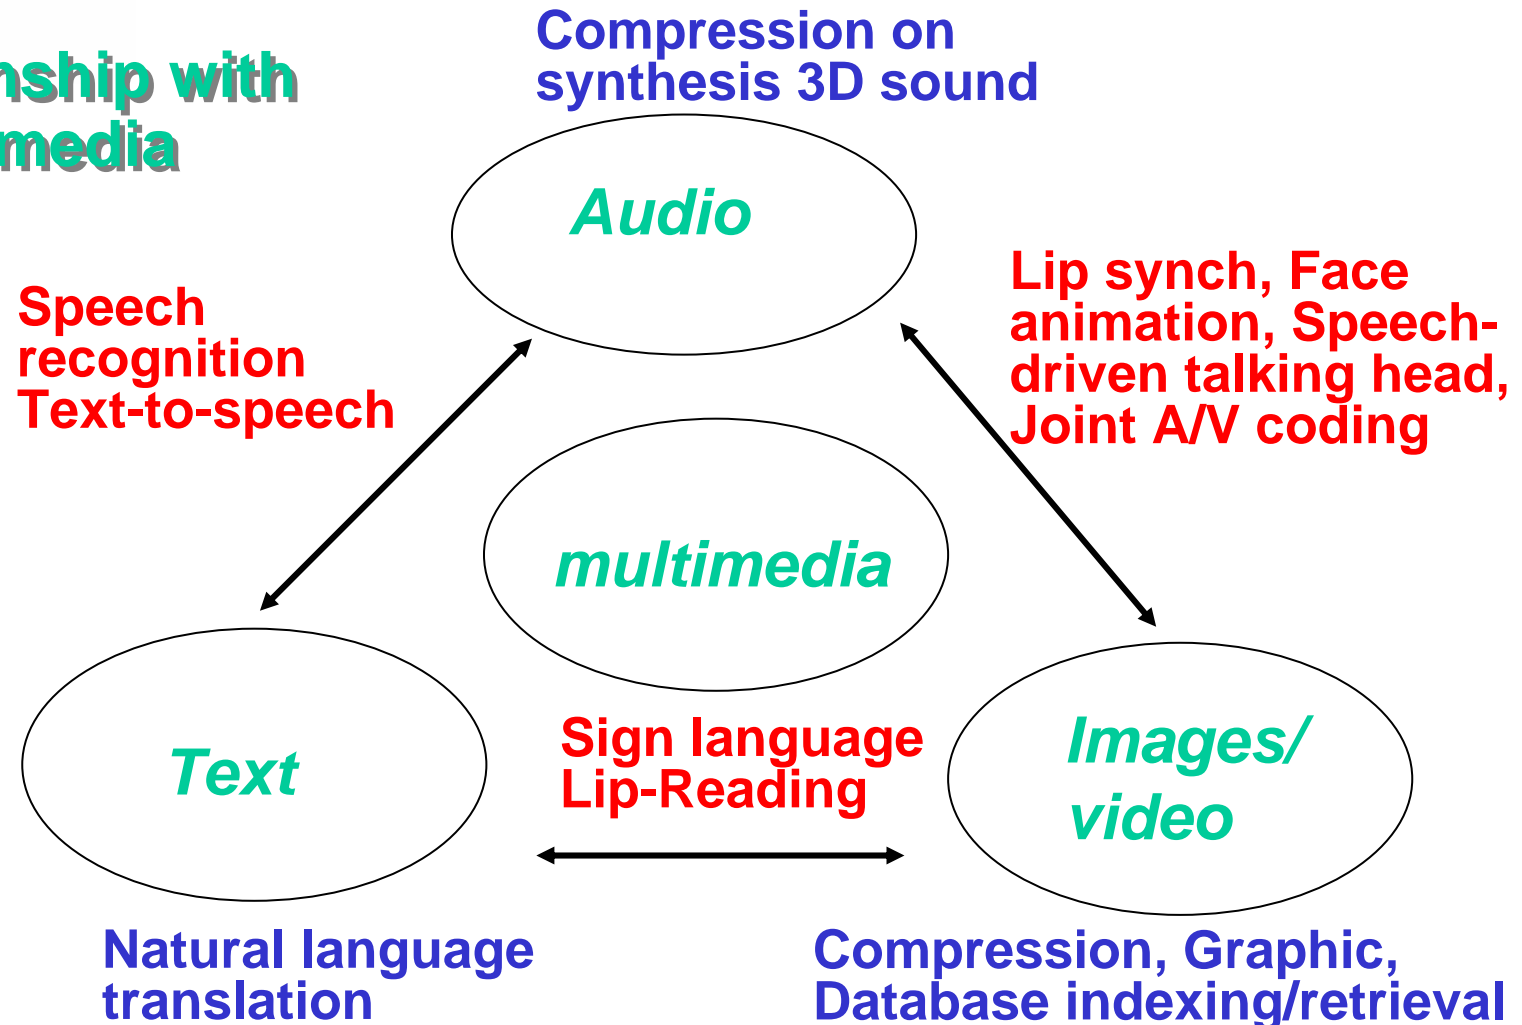 nship with
media
Compression on
synthesis 3D sound
Audio
Speech
recognition
Text-to-speech
Lip synch, Face
animation, Speech-
driven talking head,
Joint A/V coding
multimedia
Text
Sign language
Lip-Reading
Images/
video
Natural language
translation
Compression, Graphic,
Database indexing/retrieval